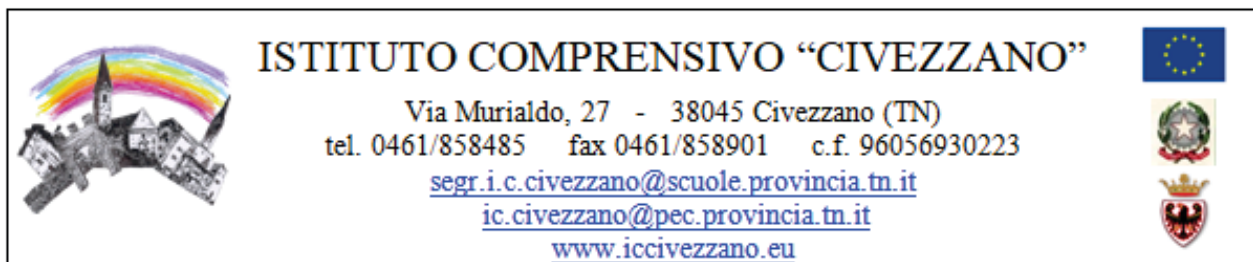 ISTITUTO COMPRENSIVO “CIVEZZANO”
Via Murialdo, 27 - 38045 Civezzano (TN)
tel. 0461/858485 fax 0461/858901 c.f. 96056930223
segr.i.c.civezzano@scuole.provincia.tn.it
ic.civezzano@pec.provincia.tn.it
www.iccivezzano.eu